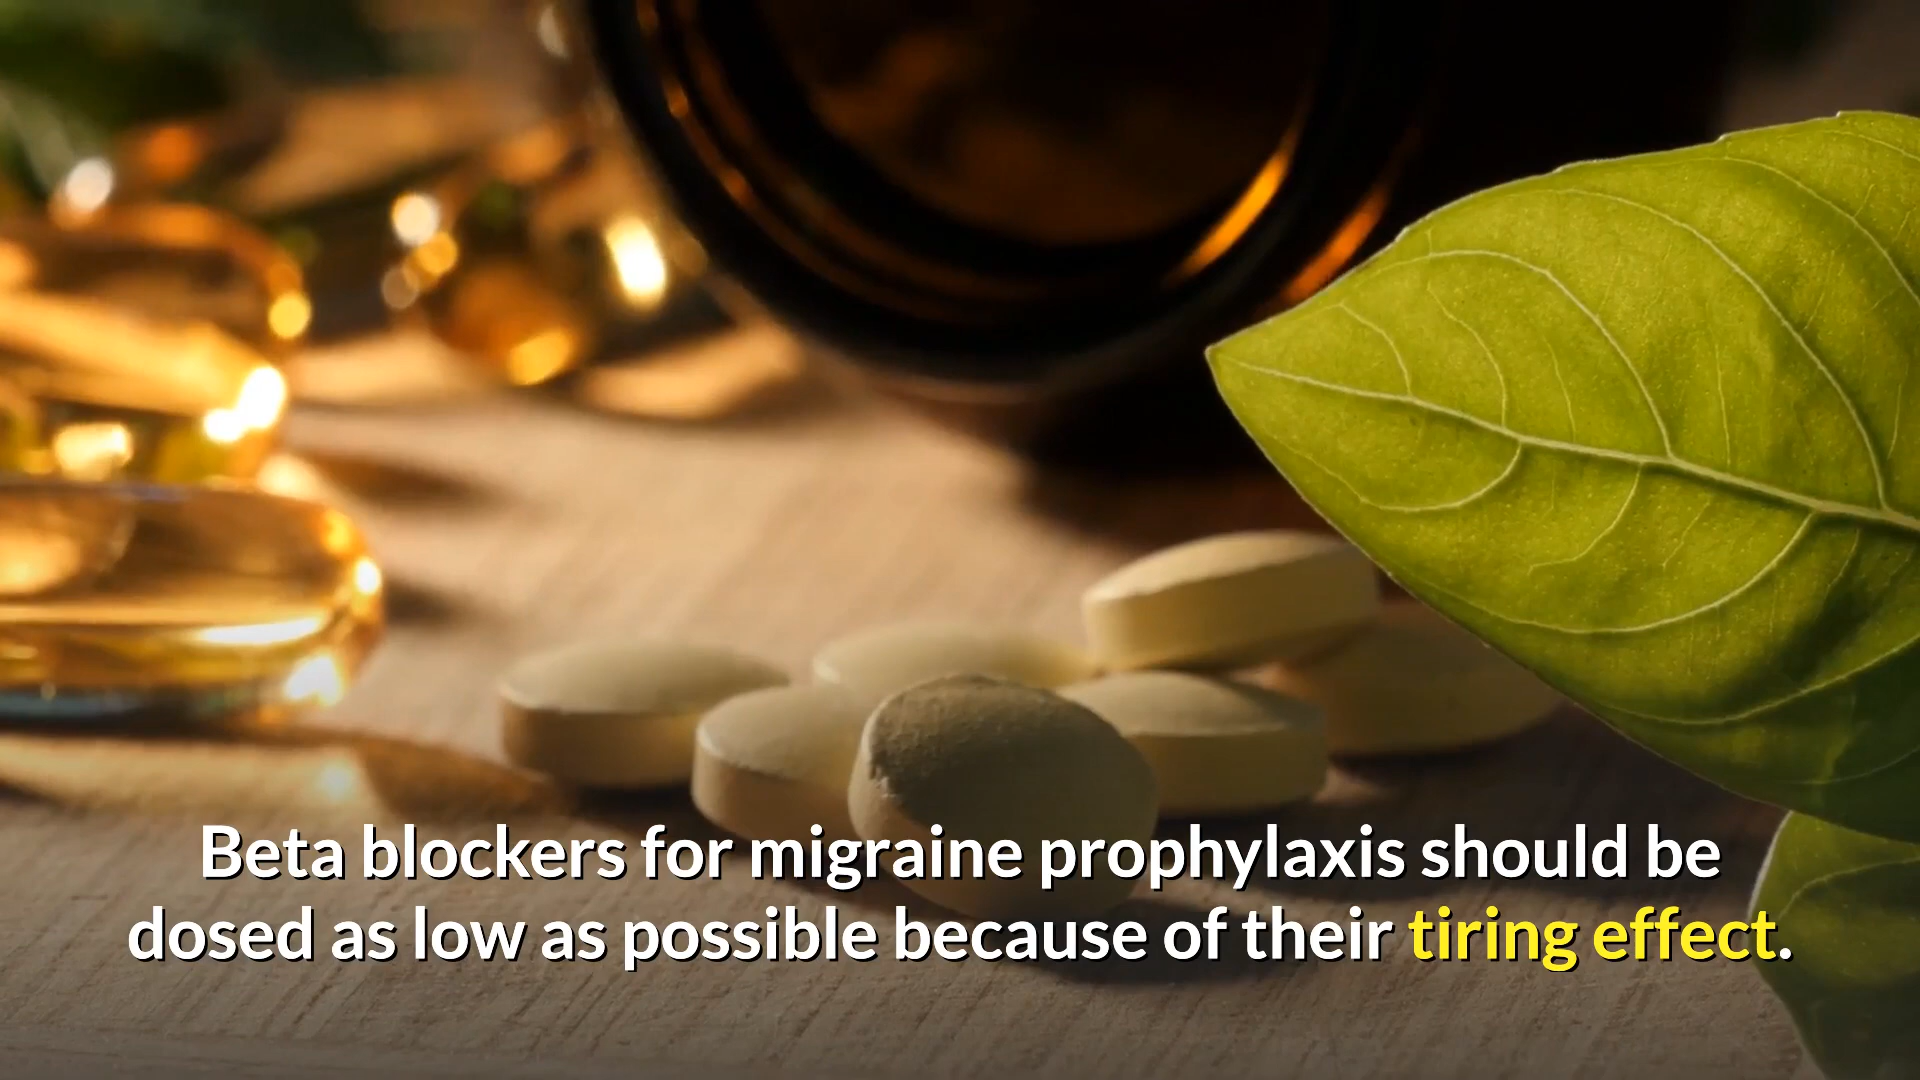 Beta blockers for migraine prophylaxis should be
dosed as low as possible because of their tiring effect.